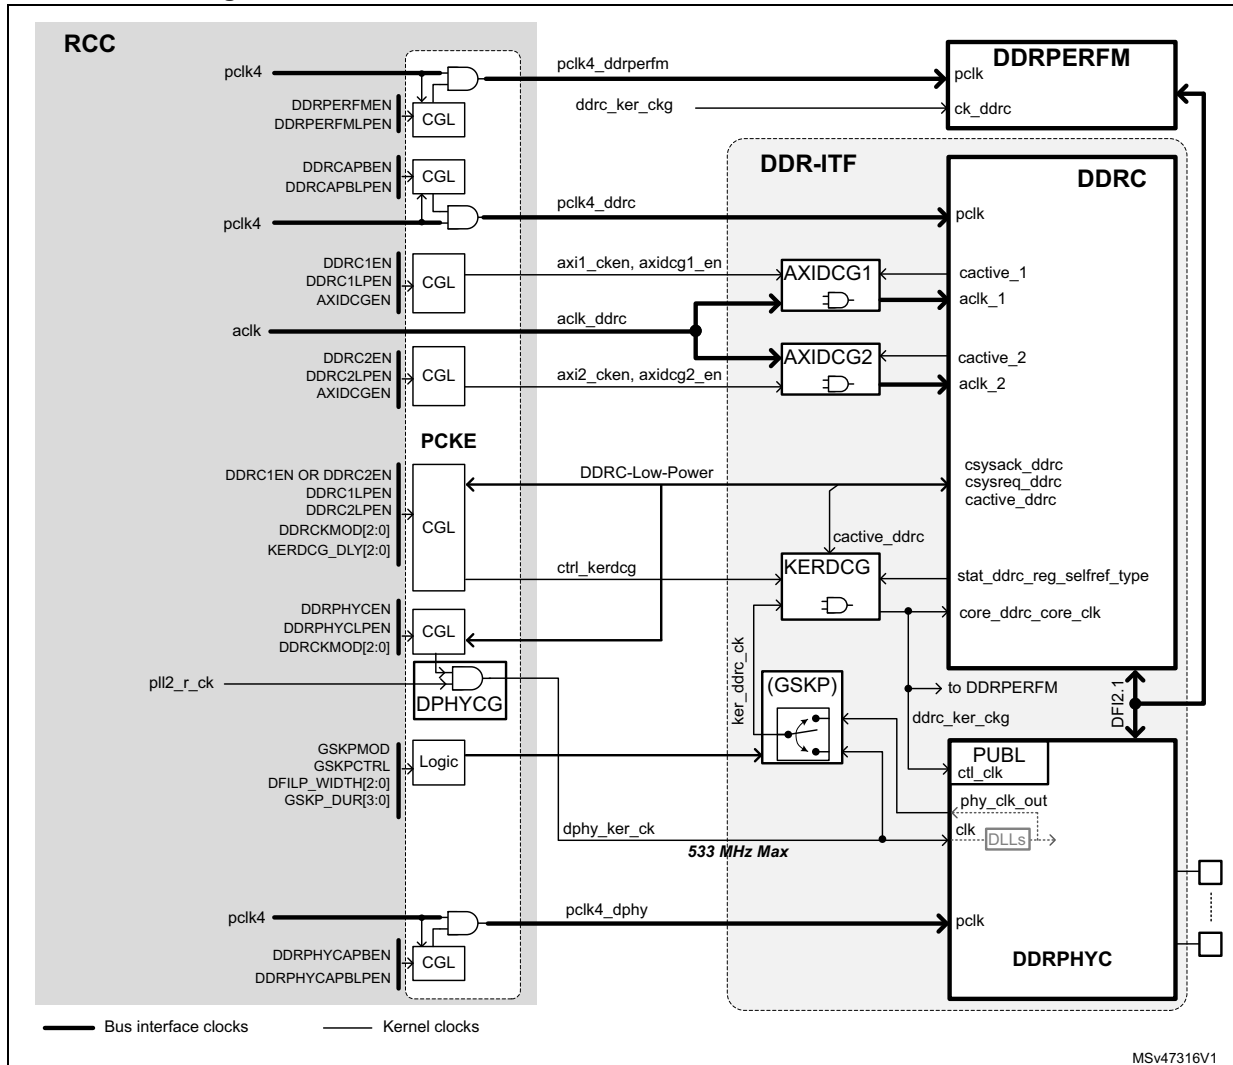 RCC
pclk4
pclk4_ddrperfm
DDRPERFM
pclk
DDRPERFMEN
DDRPERFMLPEN
CGL
ddrc_ker_ckg
ck_ddrc
DDRCAPBEN
DDRCAPBLPEN
CGL
DDR-ITF
DDRC
pclk4
pclk4_ddrc
pclk
DDRC1EN
DDRC1LPEN
AXIDCGEN
CGL
axi1_cken, axidcg1_en
AXIDCG1
cactive_1
aclk_1
aclk
aclk_ddrc
DDRC2EN
DDRC2LPEN
AXIDCGEN
CGL
axi2_cken, axidcg2_en
AXIDCG2
cactive_2
aclk_2
PCKE
DDRC1EN OR DDRC2EN
DDRC1LPEN
DDRC2LPEN
DDRCKMOD[2:0]
KERDCG_DLY[2:0]
CGL
DDRC-Low-Power
csysack_ddrc
csysreq_ddrc
cactive_ddrc
cactive_ddrc
ctrl_kerdcg
KERDCG
stat_ddrc_reg_selfref_type
core_ddrc_core_clk
DDRPHYCEN
DDRPHYCLPEN
DDRCKMOD[2:0]
CGL
pll2_r_ck
DPHYCG
ker_ddrc_ck
(GSKP)
to DDRPERFM
ddrc_ker_ckg
DFI2.1
GSKPMOD
GSKPCTRL
DFILP_WIDTH[2:0]
GSKP_DUR[3:0]
Logic
PUBL
ctl_clk
phy_clk_out
dphy_ker_ck
clk
DLLs
533 MHz Max
pclk4
pclk4_dphy
pclk
DDRPHYCAPBEN
DDRPHYCAPBLPEN
CGL
DDRPHYC
Bus interface clocks
Kernel clocks
MSv47316V1